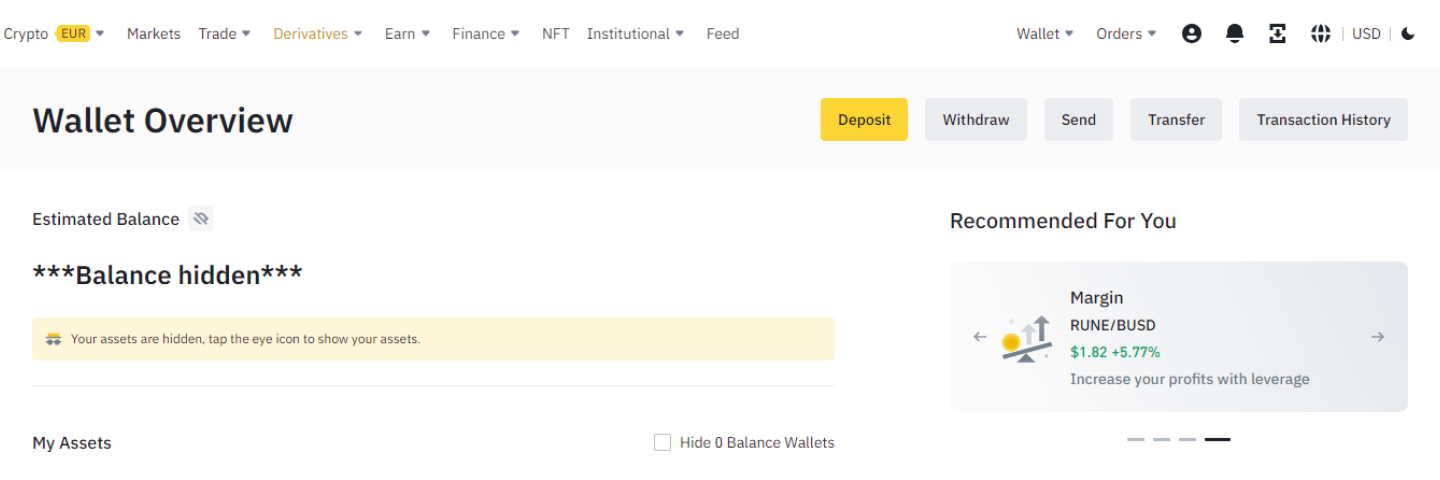 Crypto EUR Markets Trade Derivatives Earn Finance NFT Institutional Feed Wallet Orders | USD |
Wallet Overview Deposit Withdraw Send Transfer Transaction History
Estimated Balance
***Balance hidden***
Your assets are hidden, tap the eye icon to show your assets.
My Assets Hide 0 Balance Wallets
Recommended For You
Margin
RUNE/BUSD
$1.82 +5.77%
Increase your profits with leverage